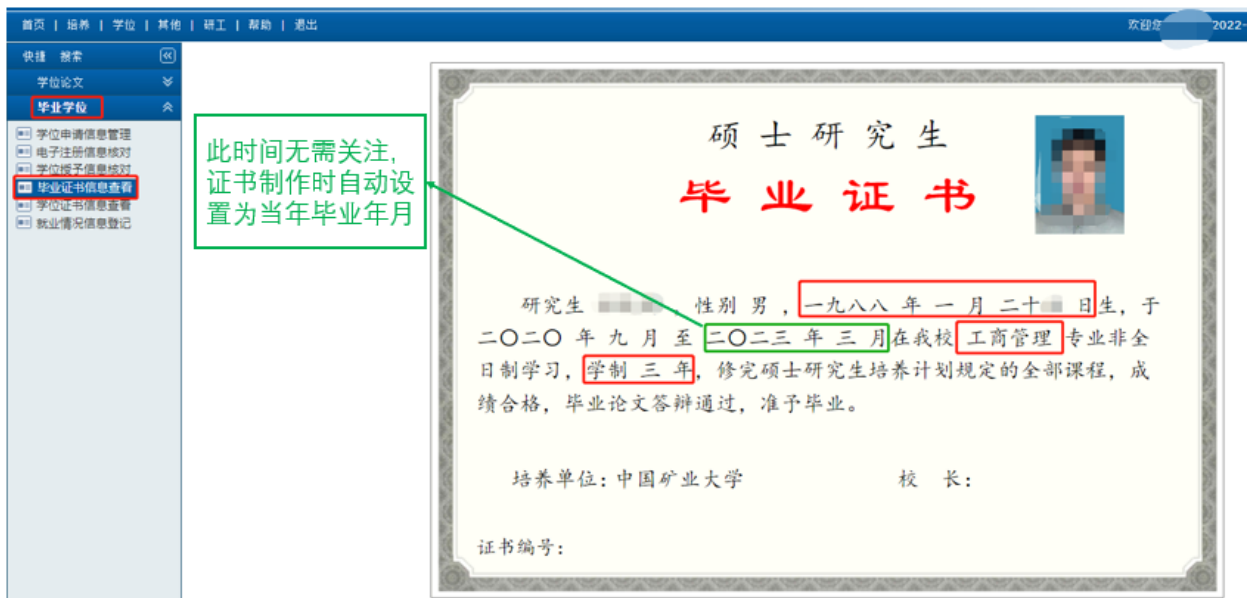 首页 | 培养 | 学位 | 其他 | 研工 | 帮助 | 退出
欢迎您 2022-
快捷 搜索
学位论文
毕业学位
学位申请信息管理
电子注册信息核对
学位授予信息核对
毕业证书信息查看
学位证书信息查看
就业情况信息登记
此时间无需关注,
证书制作时自动设
置为当年毕业年月
硕士研究生
毕业证书
研究生 , 性别 男 , 一九八八 年 一 月 二十 日生, 于
二〇二〇 年 九 月 至 二〇二三 年 三 月在我校 工商管理 专业非全
日制学习, 学制 三 年, 修完硕士研究生培养计划规定的全部课程, 成
绩合格, 毕业论文答辩通过, 准予毕业。
培养单位: 中国矿业大学 校 长:
证书编号: